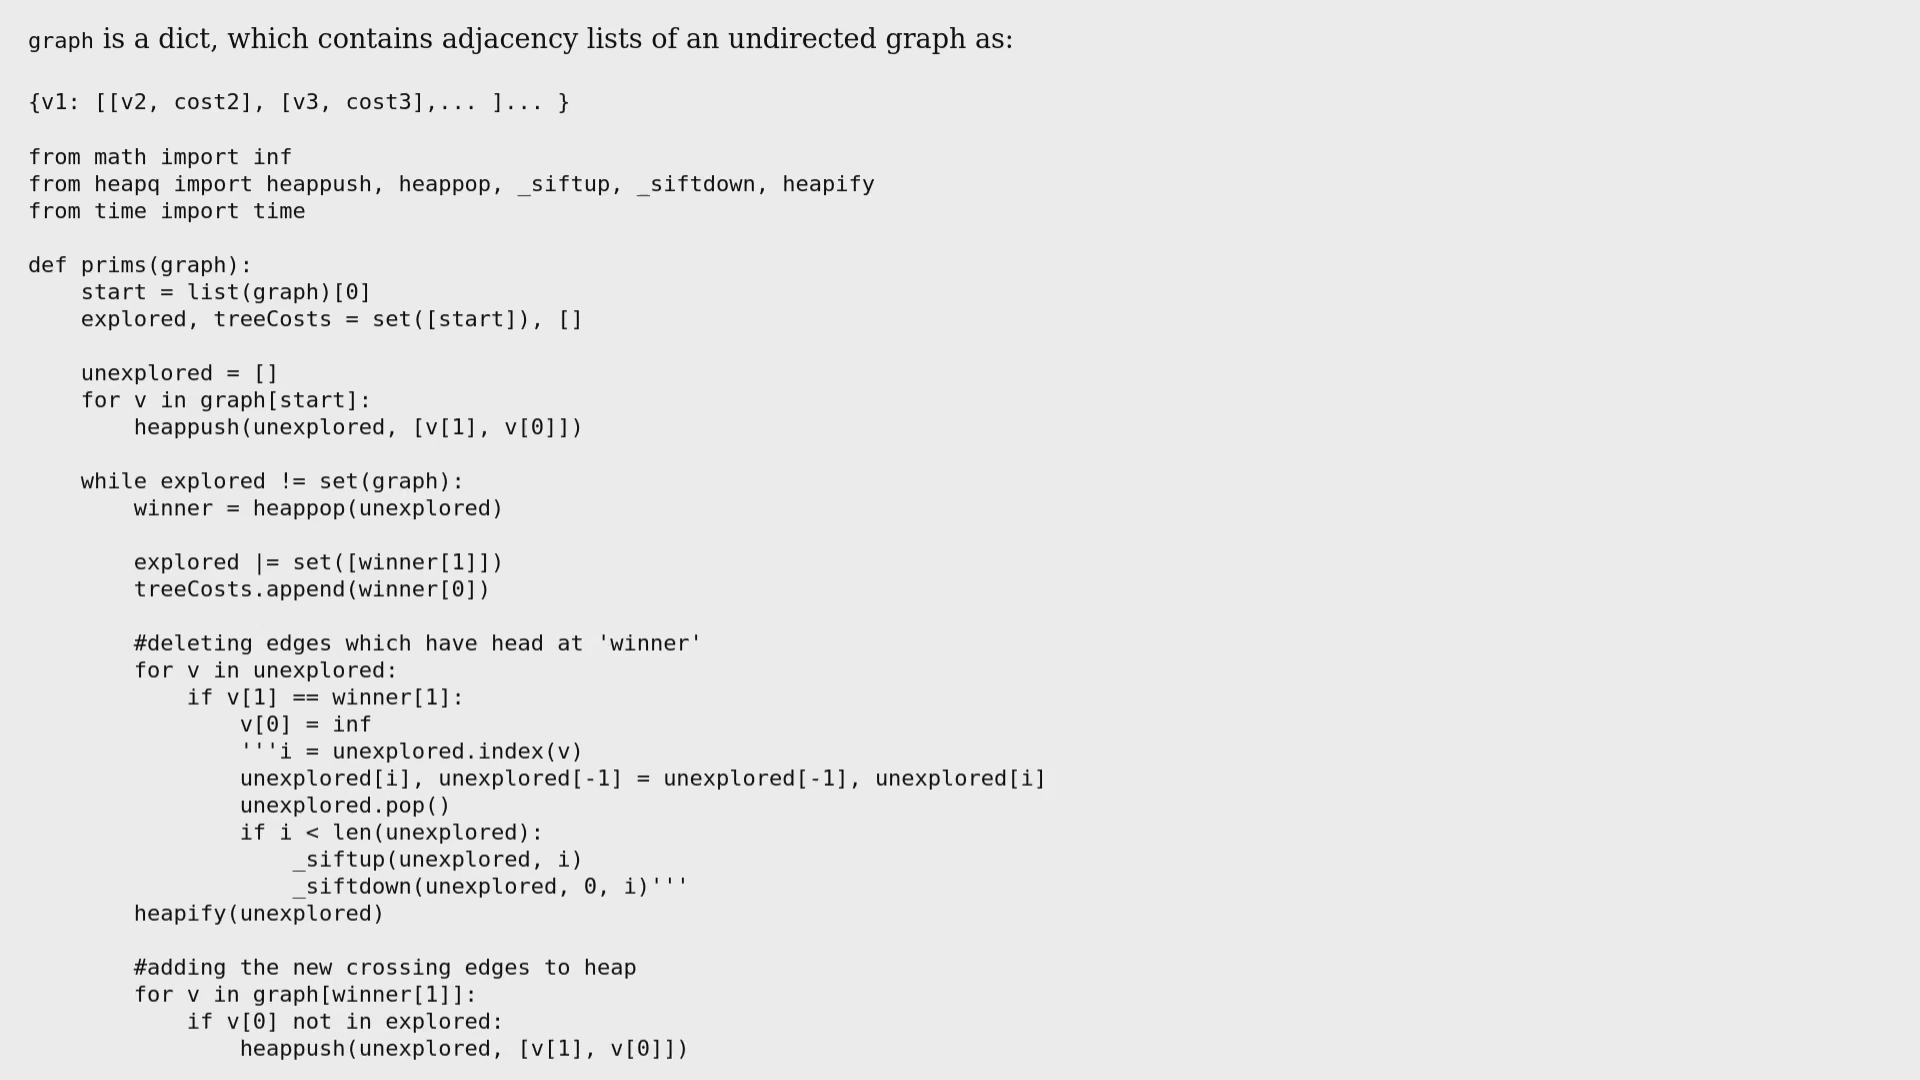 graph is a dict, which contains adjacency lists of an undirected graph as:
{v1: [[v2, cost2], [v3, cost3],... ]... }
from math import inf
from heapq import heappush, heappop, _siftup, _siftdown, heapify
from time import time
def prims(graph):
    start = list(graph)[0]
    explored, treeCosts = set([start]), []
    unexplored = []
    for v in graph[start]:
        heappush(unexplored, [v[1], v[0]])
    while explored != set(graph):
        winner = heappop(unexplored)
        explored |= set([winner[1]])
        treeCosts.append(winner[0])
        #deleting edges which have head at 'winner'
        for v in unexplored:
            if v[1] == winner[1]:
                v[0] = inf
                '''i = unexplored.index(v)
                unexplored[i], unexplored[-1] = unexplored[-1], unexplored[i]
                unexplored.pop()
                if i < len(unexplored):
                    _siftup(unexplored, i)
                    _siftdown(unexplored, 0, i)'''
        heapify(unexplored)
        #adding the new crossing edges to heap
        for v in graph[winner[1]]:
            if v[0] not in explored:
                heappush(unexplored, [v[1], v[0]])